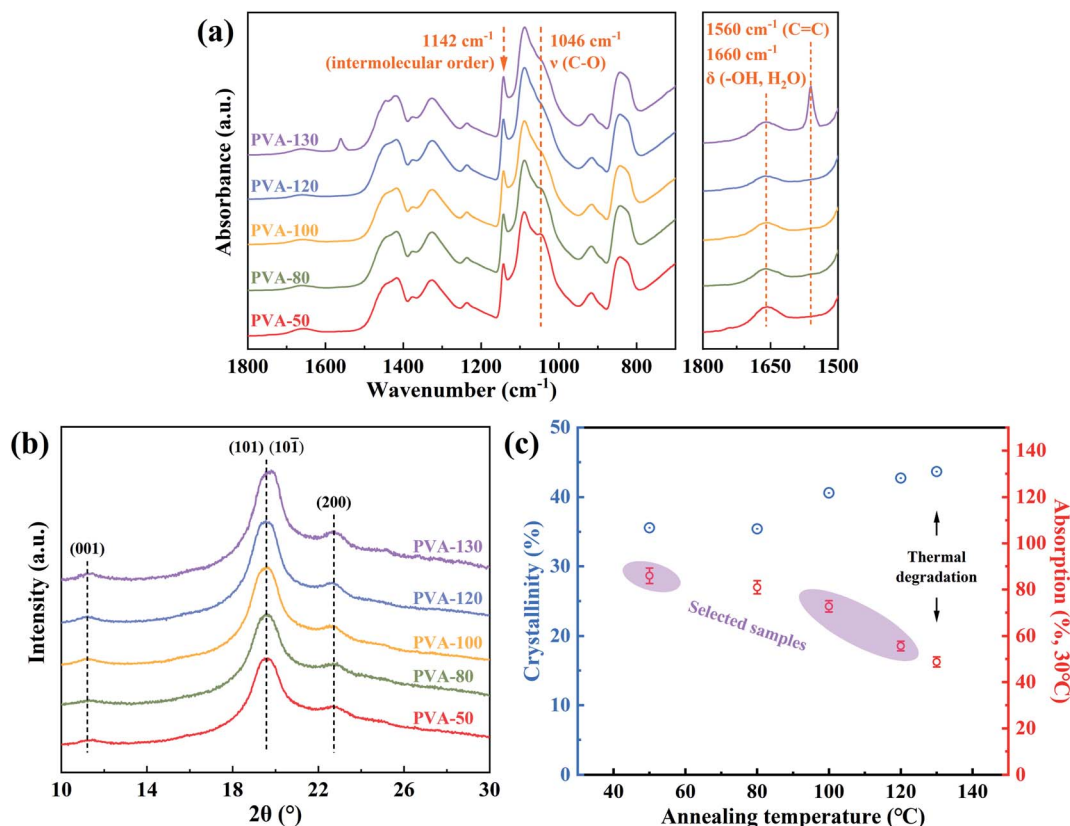 (a)
1142 cm⁻¹
(intermolecular order)
1046 cm⁻¹
ν (C-O)
1560 cm⁻¹ (C=C)
1660 cm⁻¹
δ (-OH, H₂O)
Absorbance (a.u.)
PVA-130
PVA-120
PVA-100
PVA-80
PVA-50
1800 1600 1400 1200 1000 800
1800 1650 1500
Wavenumber (cm⁻¹)
(b)
(101) (101̄)
(200)
(001)
Intensity (a.u.)
PVA-130
PVA-120
PVA-100
PVA-80
PVA-50
10 14 18 22 26 30
2θ (°)
(c)
Crystallinity (%)
50
40
30
20
10
0
Absorption (%, 30℃)
140
120
100
80
60
40
20
0
Thermal
degradation
Selected samples
40 60 80 100 120 140
Annealing temperature (℃)